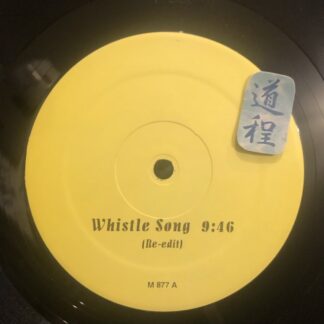 道
程
Whistle Song 9:46
(Re-edit)
M 877 A